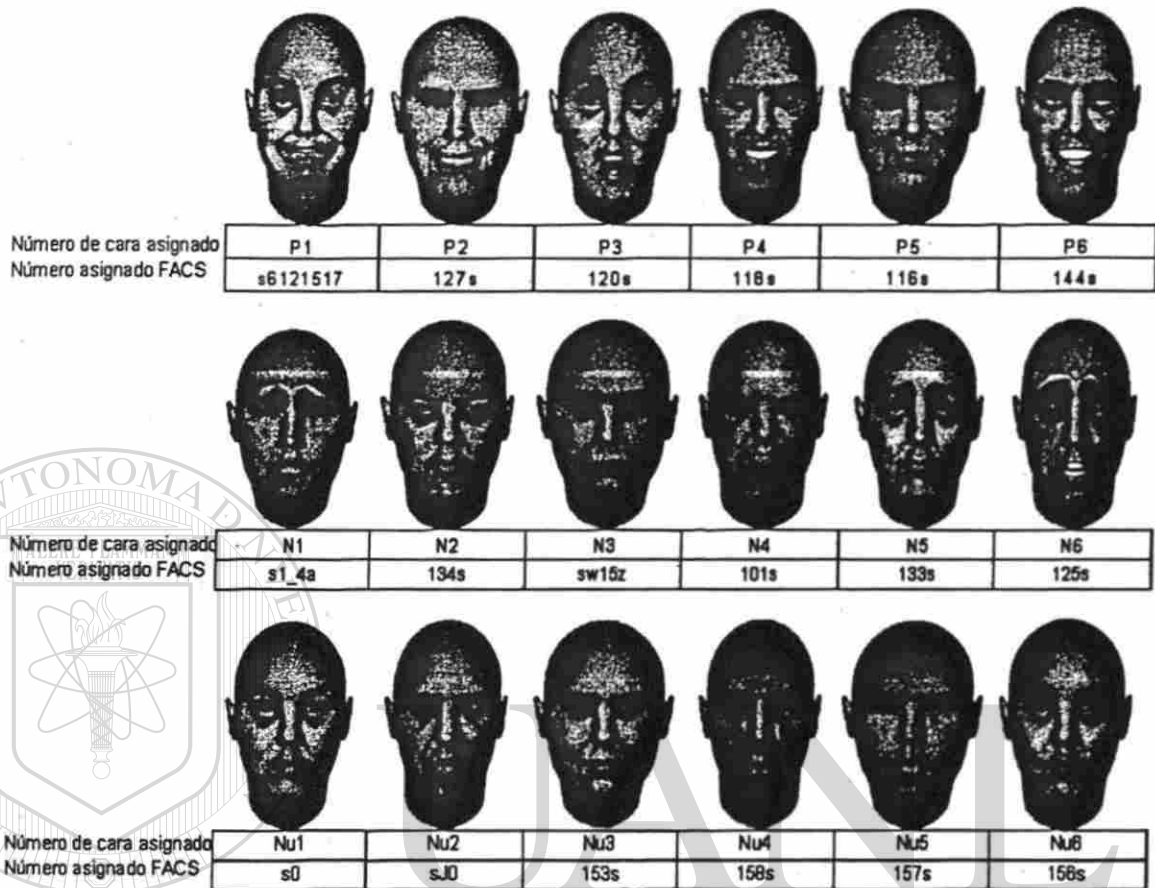 Número de cara asignado P1 P2 P3 P4 P5 P6
Número asignado FACS s6121517 127s 120s 118s 116s 144s
Número de cara asignado N1 N2 N3 N4 N5 N6
Número asignado FACS s1_4a 134s sw15z 101s 133s 125s
Número de cara asignado Nu1 Nu2 Nu3 Nu4 Nu5 Nu6
Número asignado FACS s0 sJ0 153s 158s 157s 156s
UANL